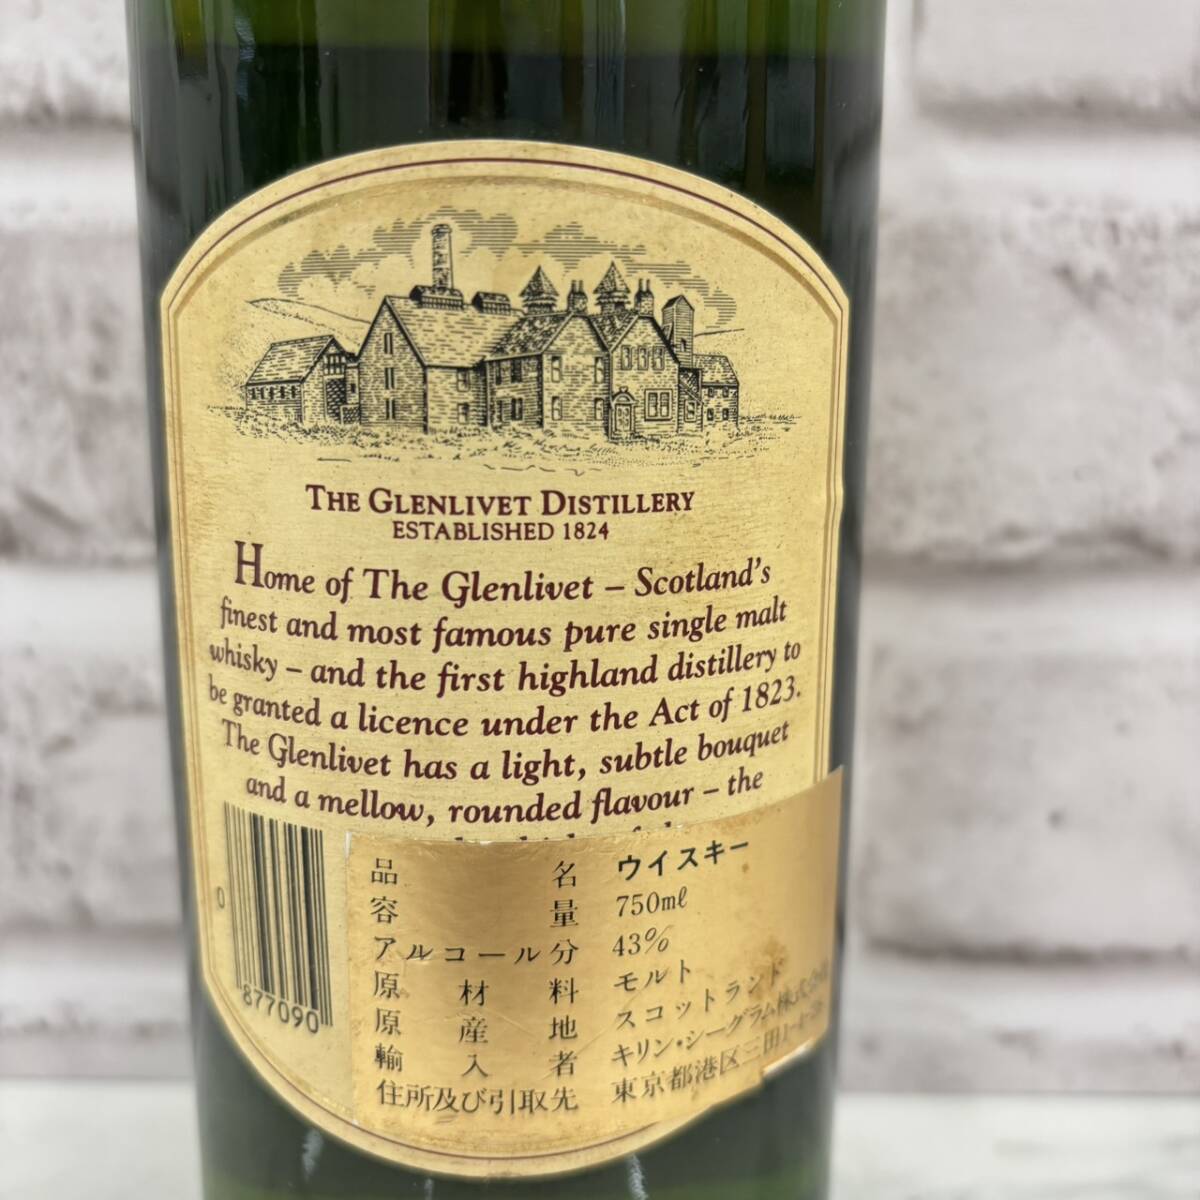 THE GLENLIVET DISTILLERY
ESTABLISHED 1824
Home of The Glenlivet – Scotland's
finest and most famous pure single malt
whisky – and the first highland distillery to
be granted a licence under the Act of 1823.
The Glenlivet has a light, subtle bouquet
and a mellow, rounded flavour – the
品名 ウイスキー
容量 750mℓ
アルコール分 43%
原材料 モルト
原産地 スコットランド
輸入者 キリン・シーグラム株式会社
住所及び引取先 東京都港区三田
0
877090